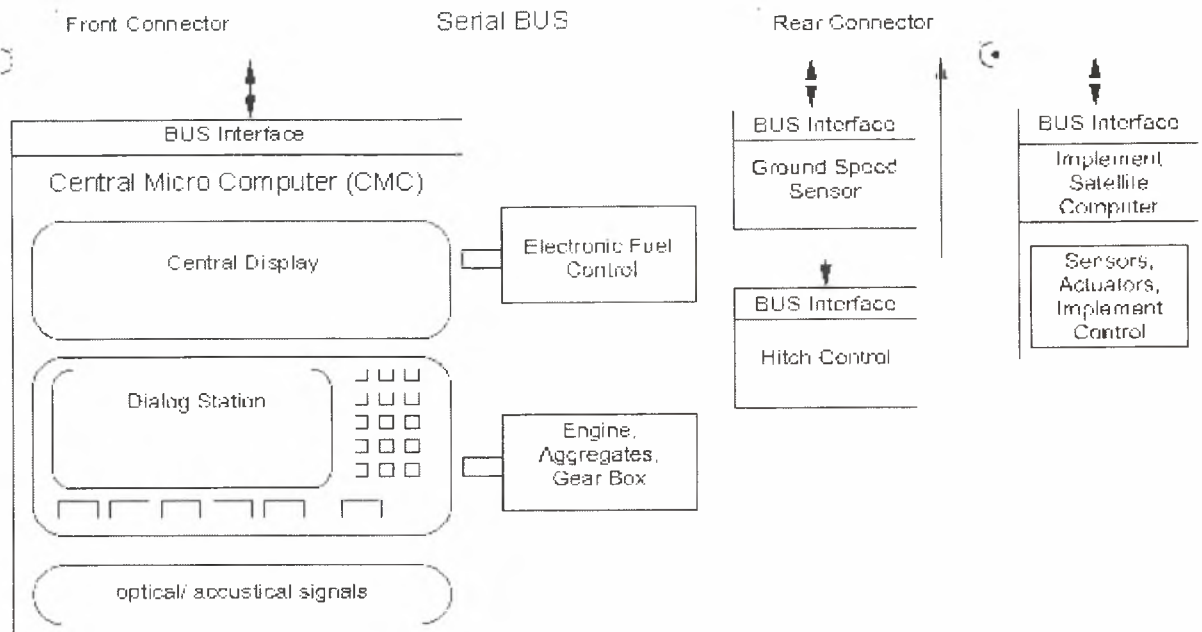 Front Connector
Serial BUS
Rear Connector
BUS Interface
Central Micro Computer (CMC)
Central Display
Dialog Station
optical/ accustical signals
Electronic Fuel
Control
Engine,
Aggregates,
Gear Box
BUS Interface
Ground Speed
Sensor
BUS Interface
Hitch Control
BUS Interface
Implement
Satellite
Computer
Sensors,
Actuators,
Implement
Control